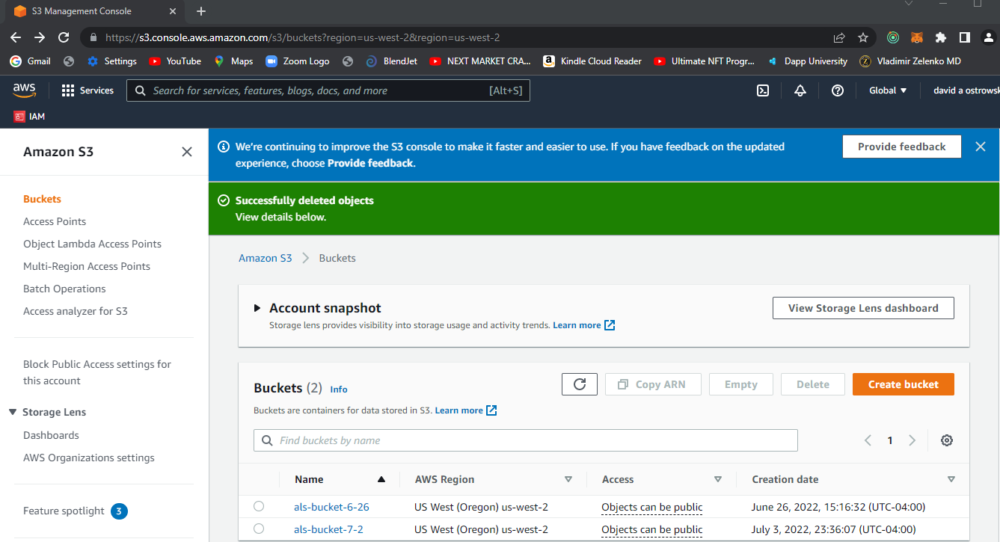 S3 Management Console
https://s3.console.aws.amazon.com/s3/buckets?region=us-west-2&region=us-west-2
Gmail
Settings
YouTube
Maps
Zoom Logo
BlendJet
NEXT MARKET CRA...
Kindle Cloud Reader
Ultimate NFT Progr...
Dapp University
Vladimir Zelenko MD
aws
Services
Search for services, features, blogs, docs, and more
[Alt+S]
Global
david a ostrowsk
IAM
Amazon S3
Buckets
Access Points
Object Lambda Access Points
Multi-Region Access Points
Batch Operations
Access analyzer for S3
Block Public Access settings for
this account
Storage Lens
Dashboards
AWS Organizations settings
Feature spotlight 3
We're continuing to improve the S3 console to make it faster and easier to use. If you have feedback on the updated
experience, choose Provide feedback.
Provide feedback
Successfully deleted objects
View details below.
Amazon S3 > Buckets
Account snapshot
Storage lens provides visibility into storage usage and activity trends. Learn more
View Storage Lens dashboard
Buckets (2) Info
Buckets are containers for data stored in S3. Learn more
Copy ARN
Empty
Delete
Create bucket
Find buckets by name
1
Name AWS Region Access Creation date
als-bucket-6-26 US West (Oregon) us-west-2 Objects can be public June 26, 2022, 15:16:32 (UTC-04:00)
als-bucket-7-2 US West (Oregon) us-west-2 Objects can be public July 3, 2022, 23:36:07 (UTC-04:00)